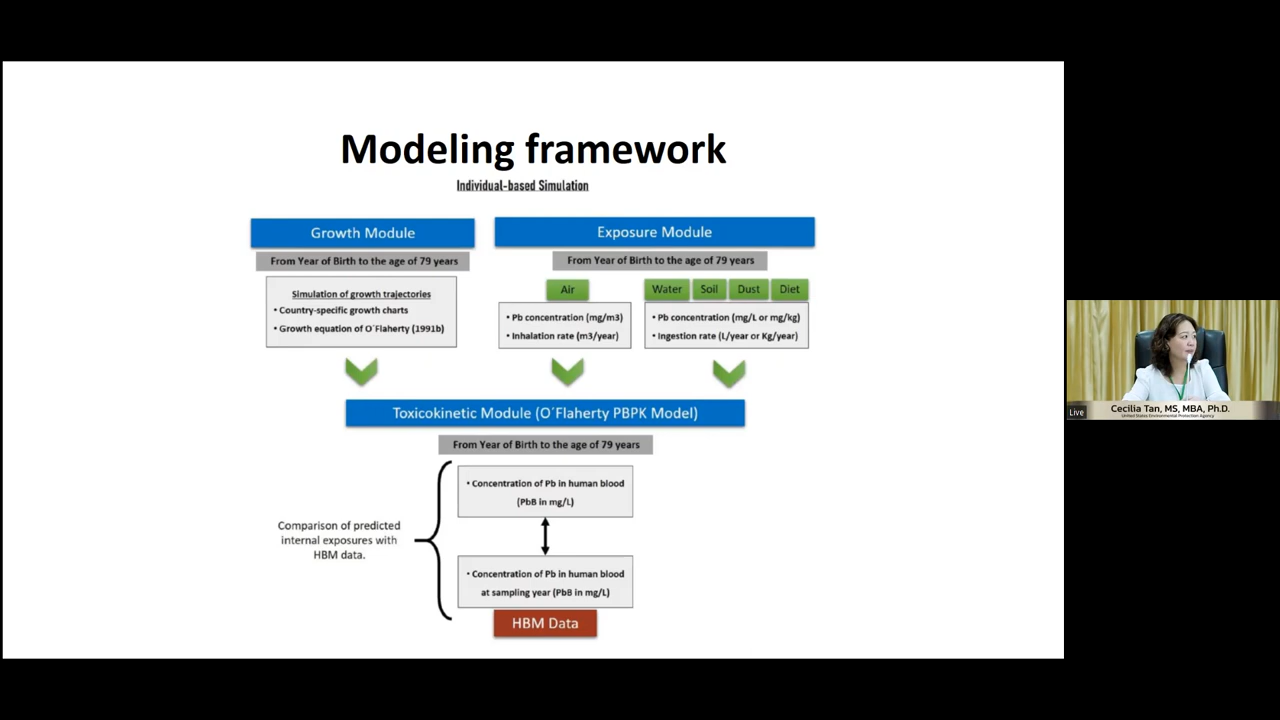 Modeling framework
Individual-based Simulation
Growth Module
From Year of Birth to the age of 79 years
Simulation of growth trajectories
• Country-specific growth charts
• Growth equation of O´Flaherty (1991b)
Exposure Module
From Year of Birth to the age of 79 years
Air
• Pb concentration (mg/m3)
• Inhalation rate (m3/year)
Water Soil Dust Diet
• Pb concentration (mg/L or mg/kg)
• Ingestion rate (L/year or Kg/year)
Toxicokinetic Module (O´Flaherty PBPK Model)
From Year of Birth to the age of 79 years
• Concentration of Pb in human blood
(PbB in mg/L)
Comparison of predicted
internal exposures with
HBM data.
• Concentration of Pb in human blood
at sampling year (PbB in mg/L)
HBM Data
Live
Cecilia Tan, MS, MBA, Ph.D.
United States Environmental Protection Agency